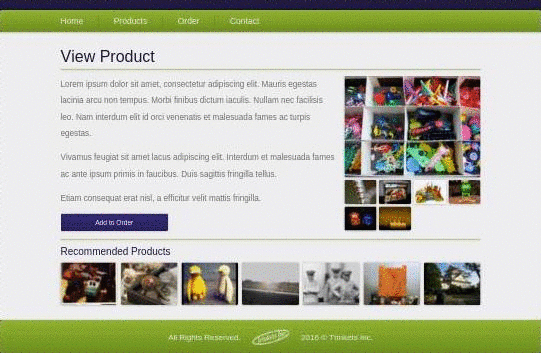 Home Products Order Contact
View Product
Lorem ipsum dolor sit amet, consectetur adipiscing elit. Mauris egestas
lacinia arcu non tempus. Morbi finibus dictum iaculis. Nullam nec facilisis
leo. Nam interdum elit id orci venenatis et malesuada fames ac turpis
egestas.
Vivamus feugiat sit amet lacus adipiscing elit. Interdum et malesuada fames
ac ante ipsum primis in faucibus. Duis sagittis fringilla tellus.
Etiam consequat erat nisl, a efficitur velit mattis fringilla.
Add to Order
Recommended Products
All Rights Reserved. Trinkets Inc. 2016 © Trinkets Inc.